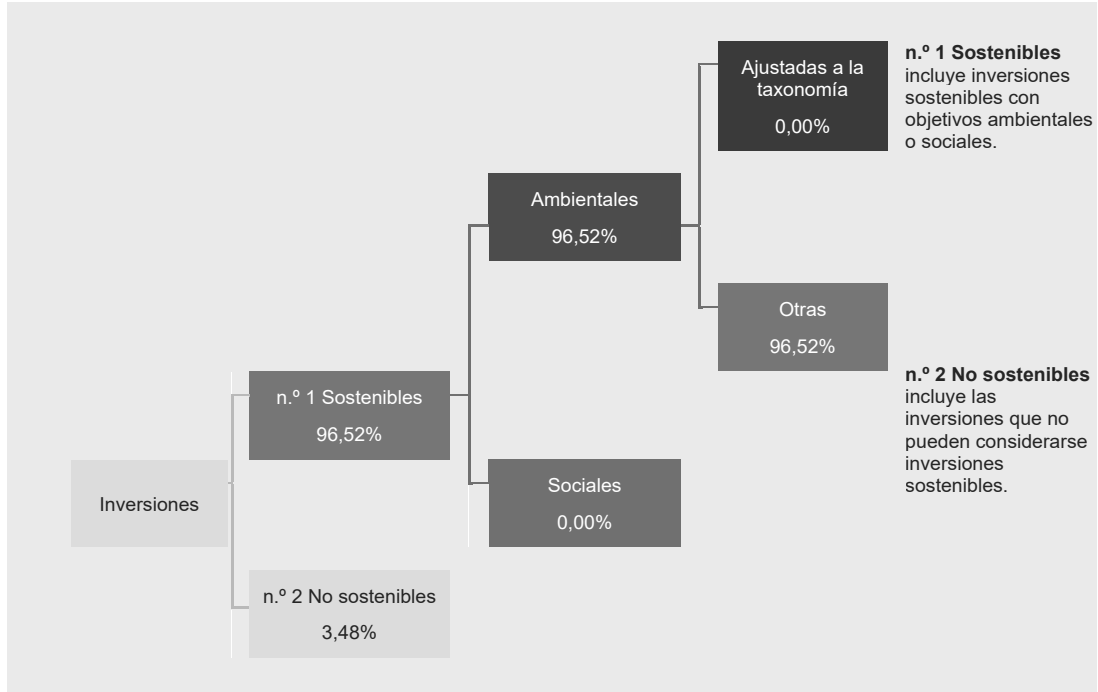 Ajustadas a la
taxonomía
0,00%
n.º 1 Sostenibles
incluye inversiones
sostenibles con
objetivos ambientales
o sociales.
Ambientales
96,52%
Otras
96,52%
n.º 1 Sostenibles
96,52%
n.º 2 No sostenibles
incluye las
inversiones que no
pueden considerarse
inversiones
sostenibles.
Sociales
0,00%
Inversiones
n.º 2 No sostenibles
3,48%